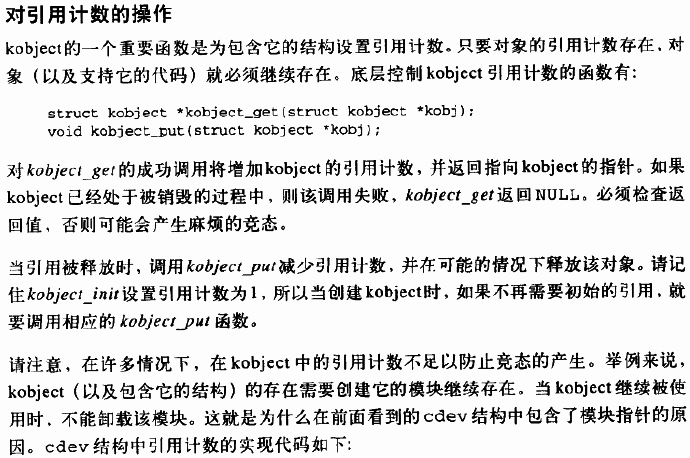 对引用计数的操作
kobject的一个重要函数是为包含它的结构设置引用计数。只要对象的引用计数存在，对
象（以及支持它的代码）就必须继续存在。底层控制kobject 引用计数的函数有：
struct kobject *kobject_get(struct kobject *kobj);
void kobject_put(struct kobject *kobj);
对kobject_get的成功调用将增加kobject的引用计数，并返回指向kobject的指针。如果
kobject已经处于被销毁的过程中，则该调用失败，kobject_get返回NULL。必须检查返
回值，否则可能会产生麻烦的竞态。
当引用被释放时，调用kobject_put减少引用计数，并在可能的情况下释放该对象。请记
住kobject_init设置引用计数为1，所以当创建kobject时，如果不再需要初始的引用，就
要调用相应的kobject_put函数。
请注意，在许多情况下，在kobject中的引用计数不足以防止竞态的产生。举例来说，
kobject（以及包含它的结构）的存在需要创建它的模块继续存在。当kobject继续被使
用时，不能卸载该模块。这就是为什么在前面看到的cdev结构中包含了模块指针的原
因。cdev结构中引用计数的实现代码如下：